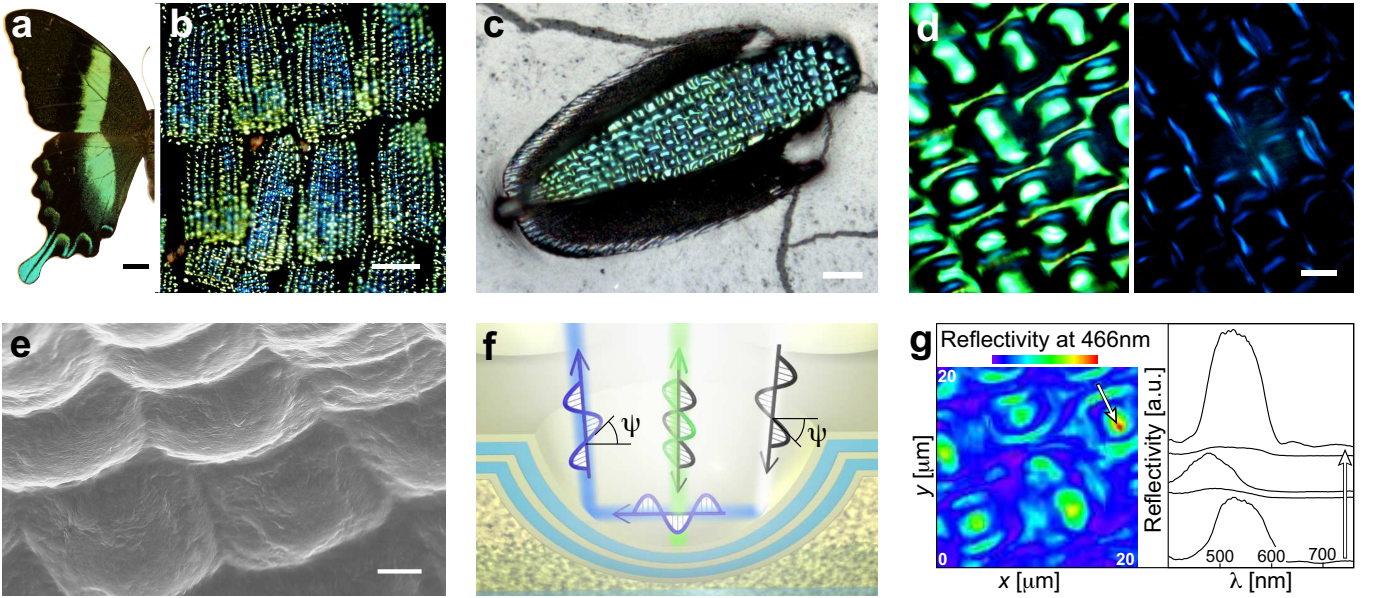 a
b
c
d
e
f
ψ
ψ
g
Reflectivity at 466nm
20
y [μm]
0
20
x [μm]
Reflectivity [a.u.]
500
600
700
λ [nm]